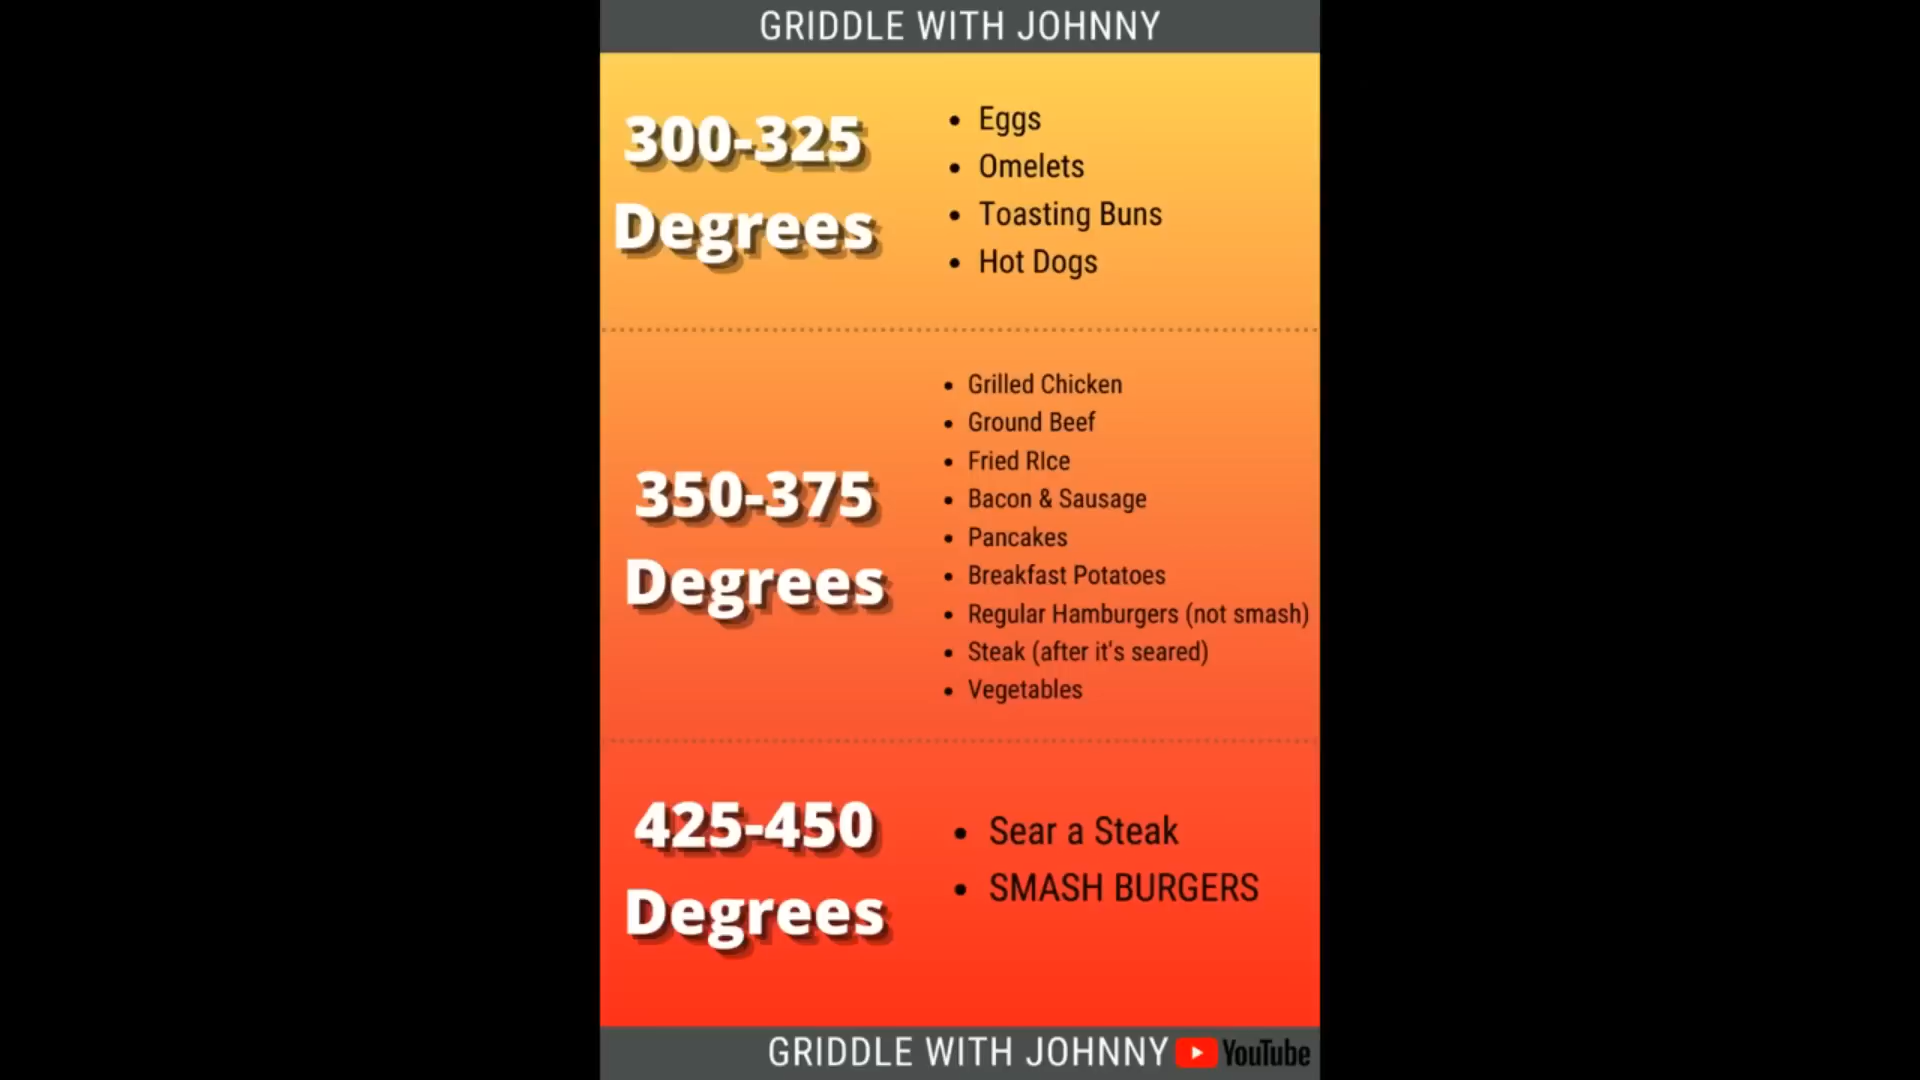 GRIDDLE WITH JOHNNY
300-325
Degrees
• Eggs
• Omelets
• Toasting Buns
• Hot Dogs
350-375
Degrees
• Grilled Chicken
• Ground Beef
• Fried RIce
• Bacon & Sausage
• Pancakes
• Breakfast Potatoes
• Regular Hamburgers (not smash)
• Steak (after it's seared)
• Vegetables
425-450
Degrees
• Sear a Steak
• SMASH BURGERS
GRIDDLE WITH JOHNNY YouTube